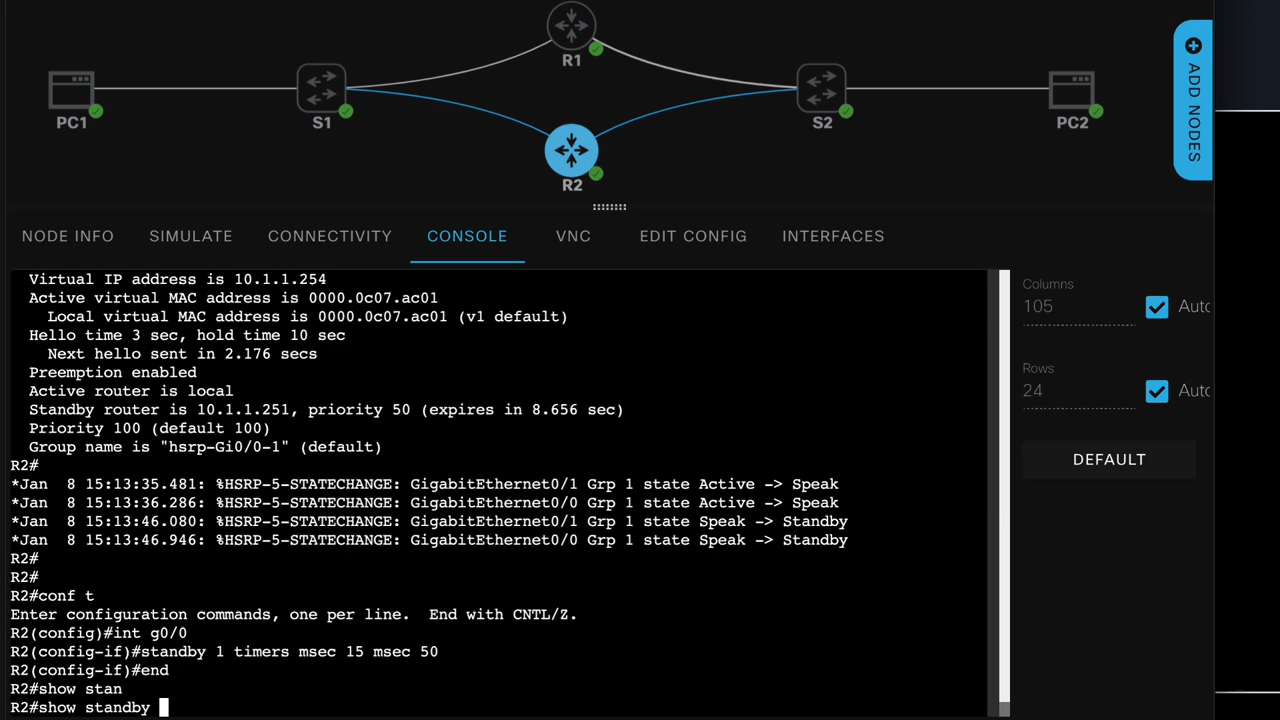 R1
PC1
S1
S2
PC2
R2
ADD NODES
NODE INFO
SIMULATE
CONNECTIVITY
CONSOLE
VNC
EDIT CONFIG
INTERFACES
Virtual IP address is 10.1.1.254
Active virtual MAC address is 0000.0c07.ac01
Local virtual MAC address is 0000.0c07.ac01 (v1 default)
Hello time 3 sec, hold time 10 sec
Next hello sent in 2.176 secs
Preemption enabled
Active router is local
Standby router is 10.1.1.251, priority 50 (expires in 8.656 sec)
Priority 100 (default 100)
Group name is "hsrp-Gi0/0-1" (default)
R2#
*Jan  8 15:13:35.481: %HSRP-5-STATECHANGE: GigabitEthernet0/1 Grp 1 state Active -> Speak
*Jan  8 15:13:36.286: %HSRP-5-STATECHANGE: GigabitEthernet0/0 Grp 1 state Active -> Speak
*Jan  8 15:13:46.080: %HSRP-5-STATECHANGE: GigabitEthernet0/1 Grp 1 state Speak -> Standby
*Jan  8 15:13:46.946: %HSRP-5-STATECHANGE: GigabitEthernet0/0 Grp 1 state Speak -> Standby
R2#
R2#
R2#conf t
Enter configuration commands, one per line.  End with CNTL/Z.
R2(config)#int g0/0
R2(config-if)#standby 1 timers msec 15 msec 50
R2(config-if)#end
R2#show stan
R2#show standby
Columns
105
Auto
Rows
24
Auto
DEFAULT